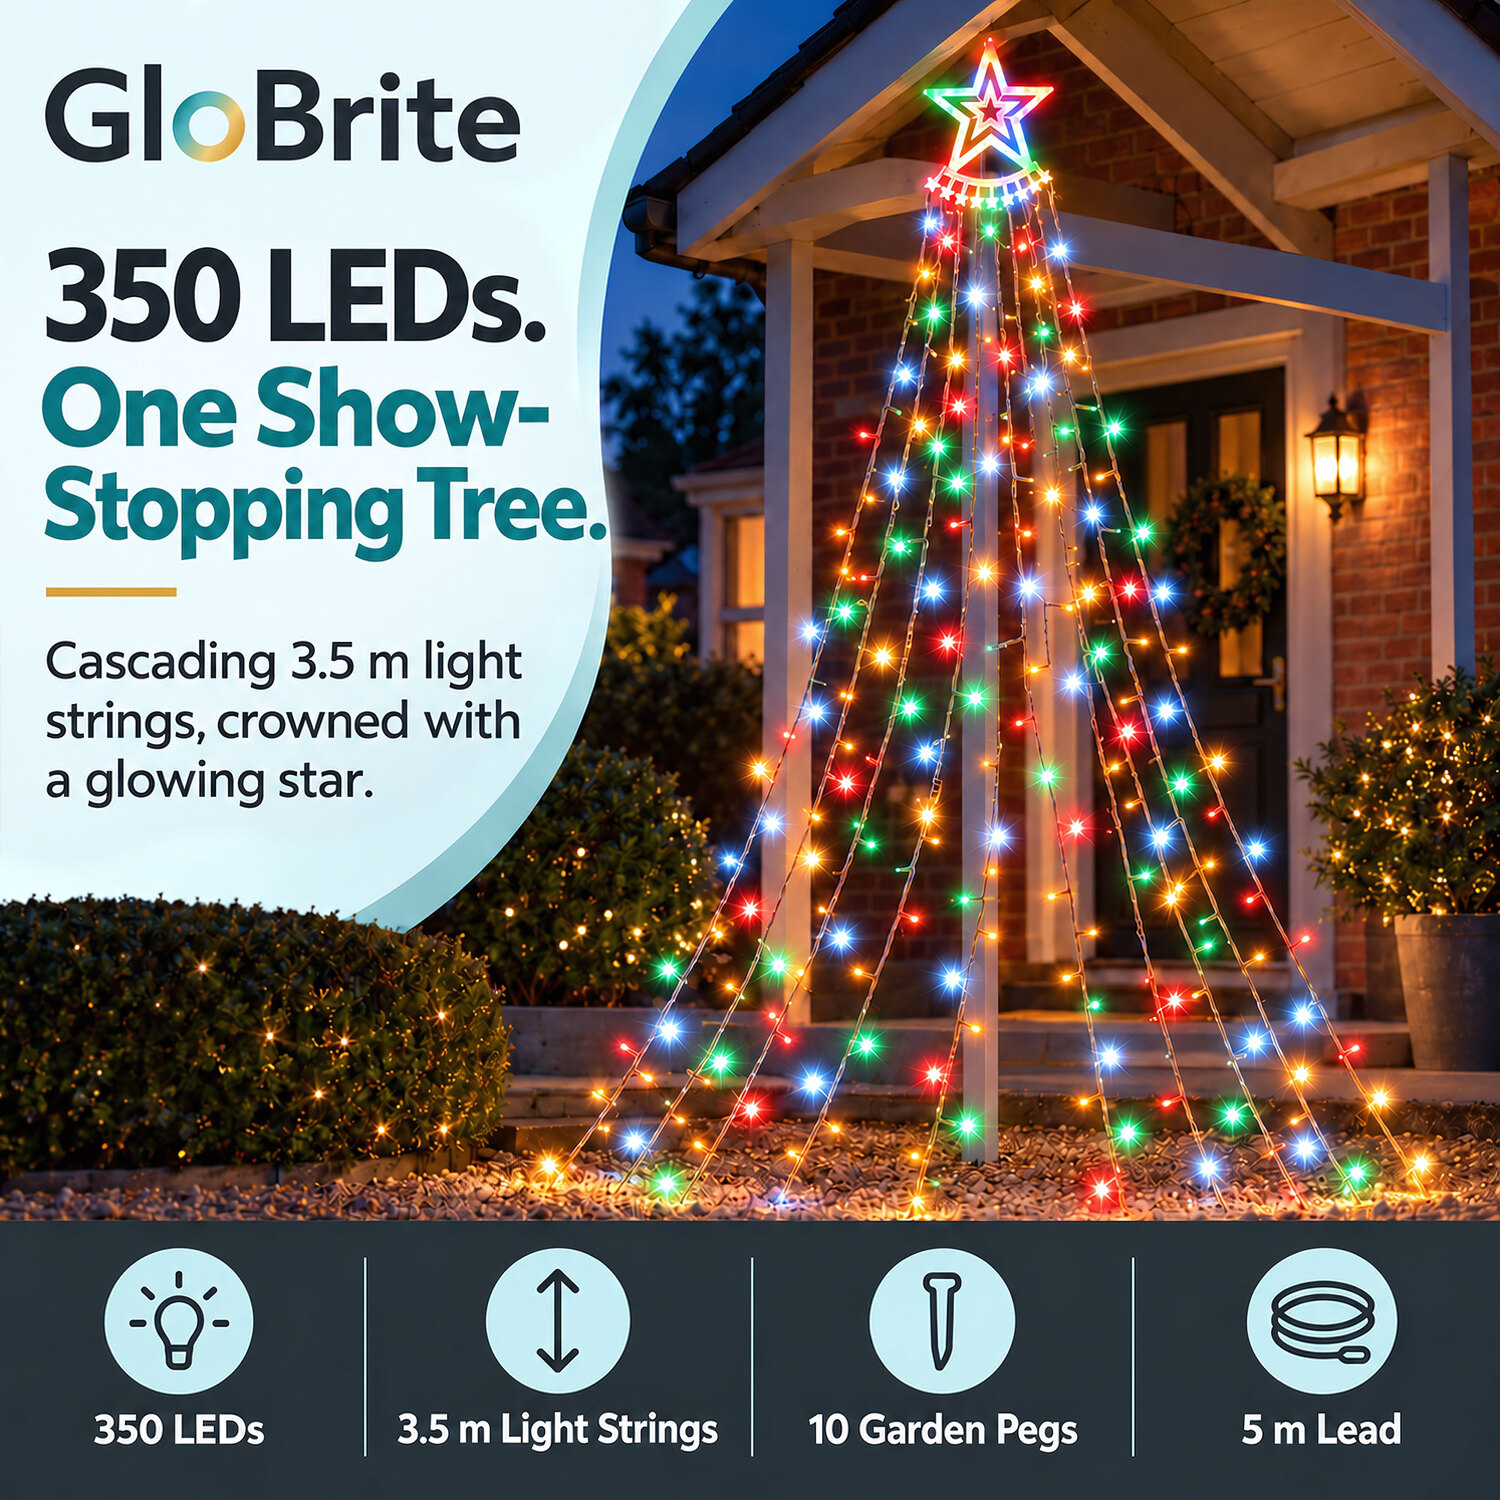 GloBrite
350 LEDs.
One Show-
Stopping Tree.
Cascading 3.5 m light
strings, crowned with
a glowing star.
350 LEDs
3.5 m Light Strings
10 Garden Pegs
5 m Lead